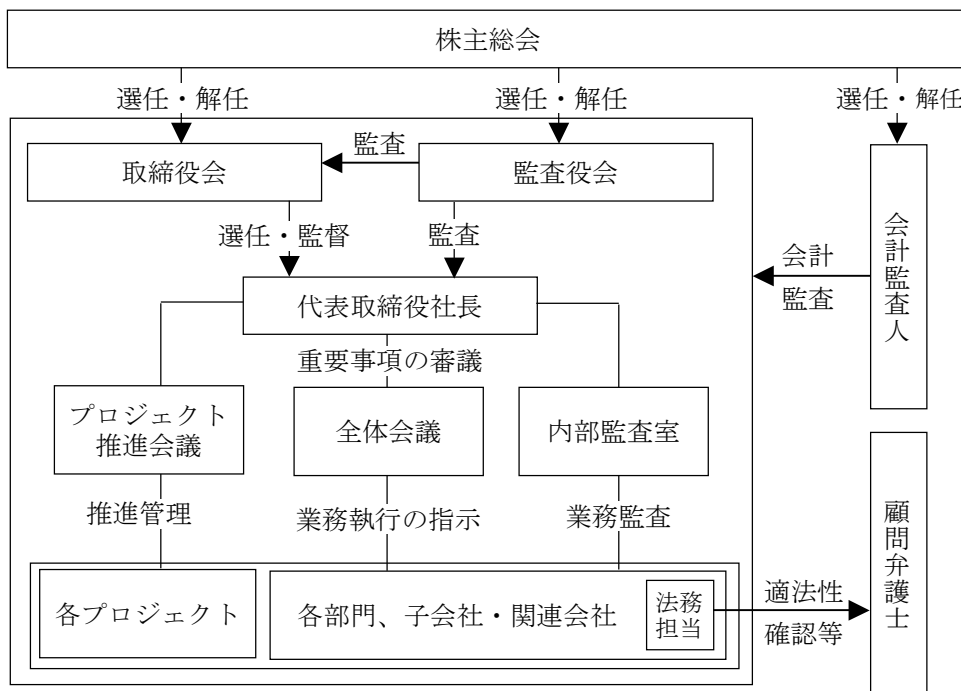 株主総会
選任・解任
選任・解任
選任・解任
監査
取締役会
監査役会
会計監査人
選任・監督
監査
会計
監査
代表取締役社長
重要事項の審議
プロジェクト
推進会議
全体会議
内部監査室
推進管理
業務執行の指示
業務監査
顧問弁護士
各プロジェクト
各部門、子会社・関連会社
法務
担当
適法性
確認等